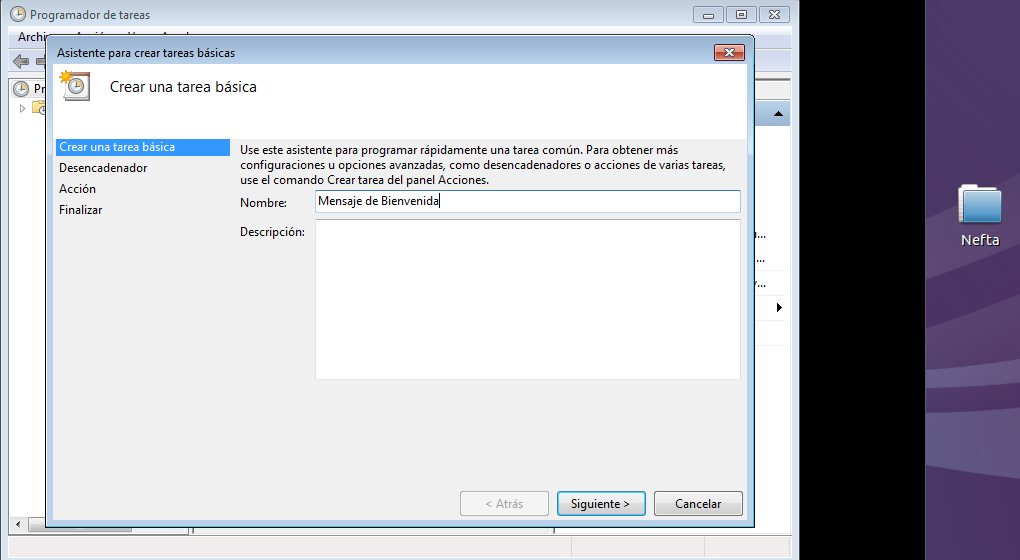 Programador de tareas
Asistente para crear tareas básicas
Crear una tarea básica
Crear una tarea básica
Desencadenador
Acción
Finalizar
Use este asistente para programar rápidamente una tarea común. Para obtener más
configuraciones u opciones avanzadas, como desencadenadores o acciones de varias tareas,
use el comando Crear tarea del panel Acciones.
Nombre:
Mensaje de Bienvenida
Descripción:
< Atrás
Siguiente >
Cancelar
Nefta